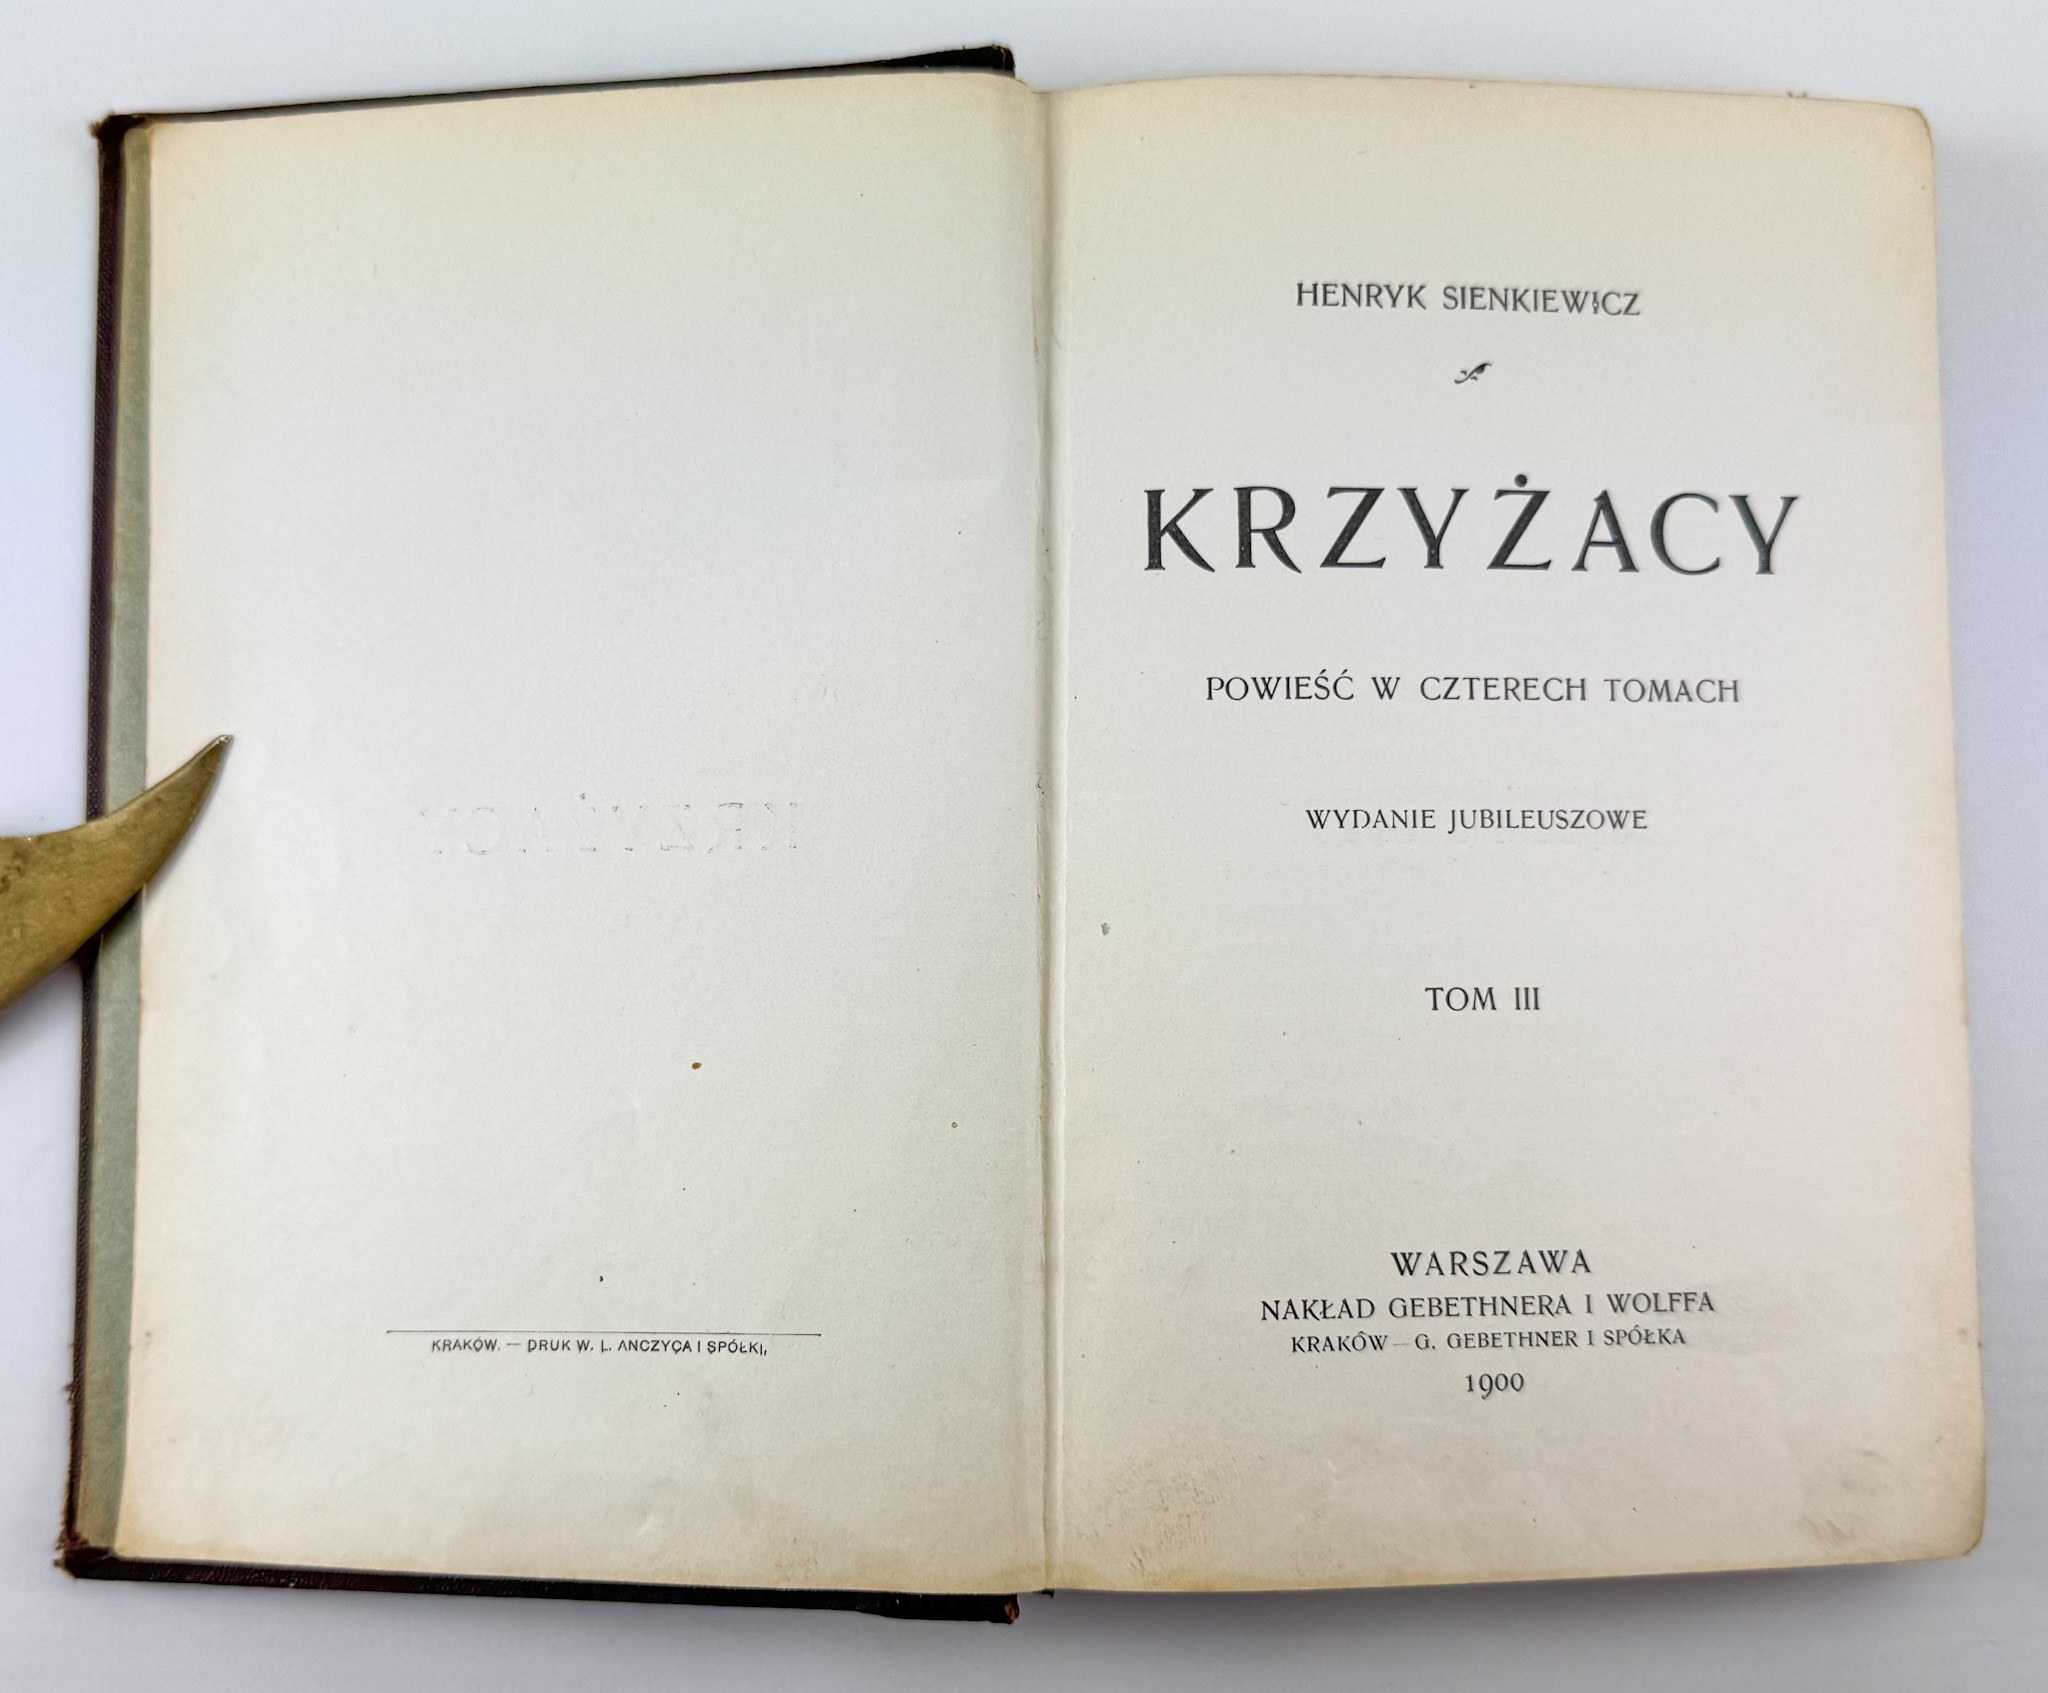 KRAKÓW. — DRUK W. L. ANCZYCA I SPÓŁKI,
HENRYK SIENKIEWICZ
KRZYŻACY
POWIEŚĆ W CZTERECH TOMACH
WYDANIE JUBILEUSZOWE
TOM III
WARSZAWA
NAKŁAD GEBETHNERA I WOLFFA
KRAKÓW — G. GEBETHNER I SPÓŁKA
1900